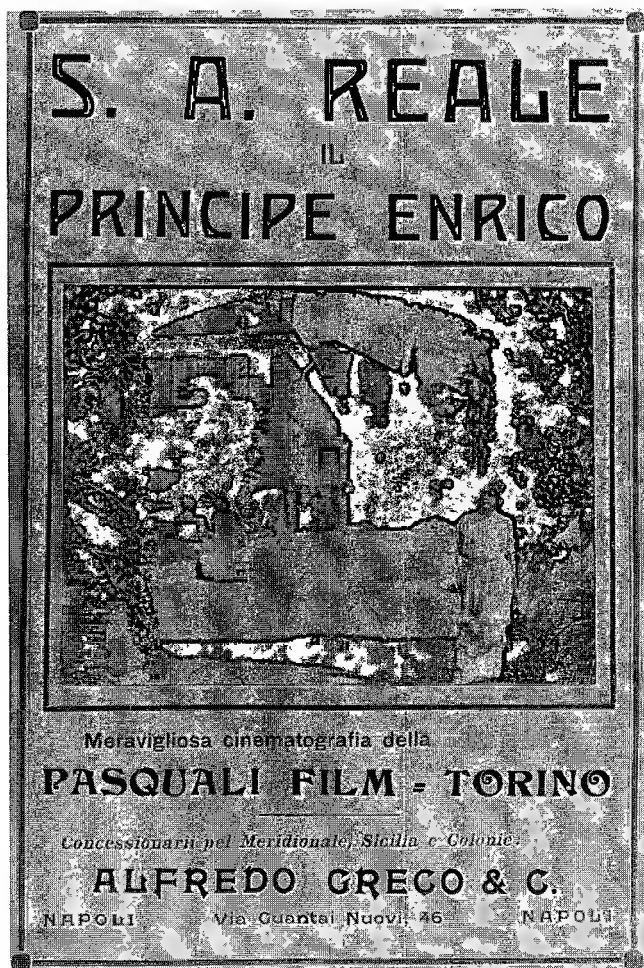 S. A. REALE
IL
PRINCIPE ENRICO
Meravigliosa cinematografia della
PASQUALI FILM - TORINO
Concessionarii pel Meridionale, Sicilia e Colonie:
ALFREDO GRECO & C.
NAPOLI Via Guantai Nuovi, 46 NAPOLI